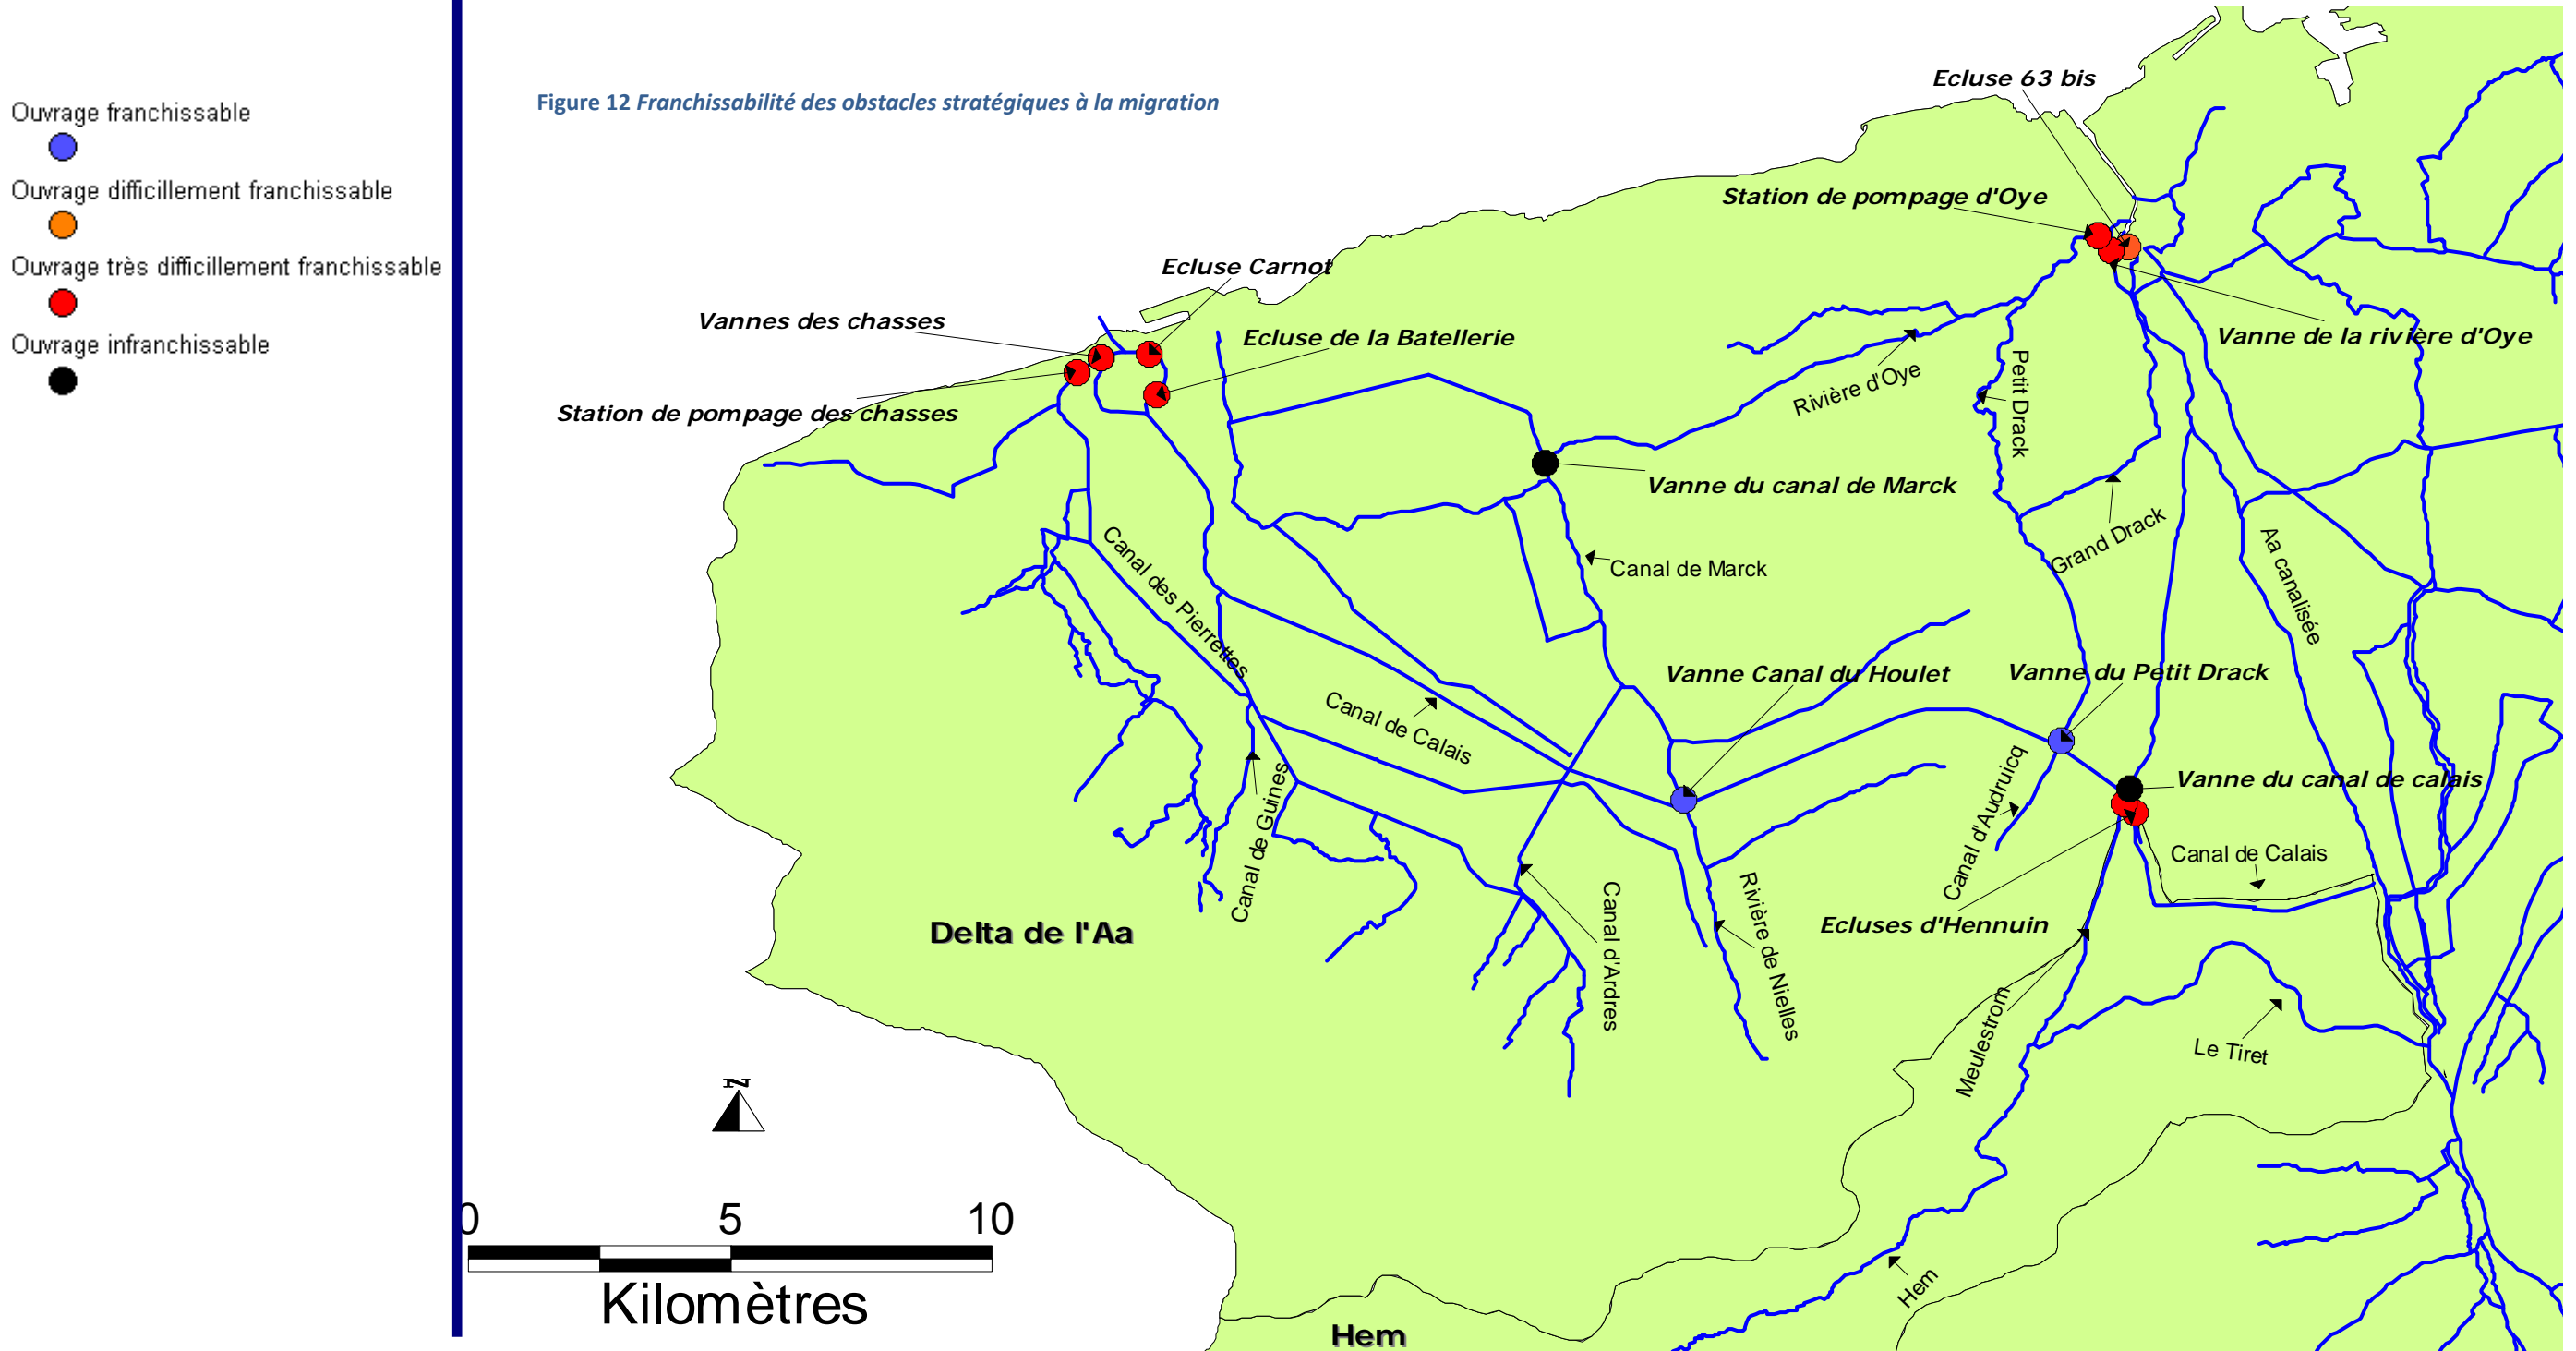 Ouvrage franchissable
Ouvrage difficillement franchissable
Ouvrage très difficillement franchissable
Ouvrage infranchissable
Figure 12 Franchissabilité des obstacles stratégiques à la migration
Ecluse 63 bis
Station de pompage d'Oye
Ecluse Carnot
Vannes des chasses
Ecluse de la Batellerie
Vanne de la rivière d'Oye
Station de pompage des chasses
Rivière d'Oye
Petit Drack
Vanne du canal de Marck
Grand Drack
Canal de Marck
Aa canalisée
Canal des Pierrettes
Vanne Canal du Houlet
Vanne du Petit Drack
Canal de Calais
Vanne du canal de calais
Canal d'Audruicq
Canal de Guines
Canal de Calais
Ecluses d'Hennuin
Delta de l'Aa
Canal d'Ardres
Rivière de Nielles
Meulestrom
Le Tiret
N
0 5 10
Kilomètres
Hem
Hem